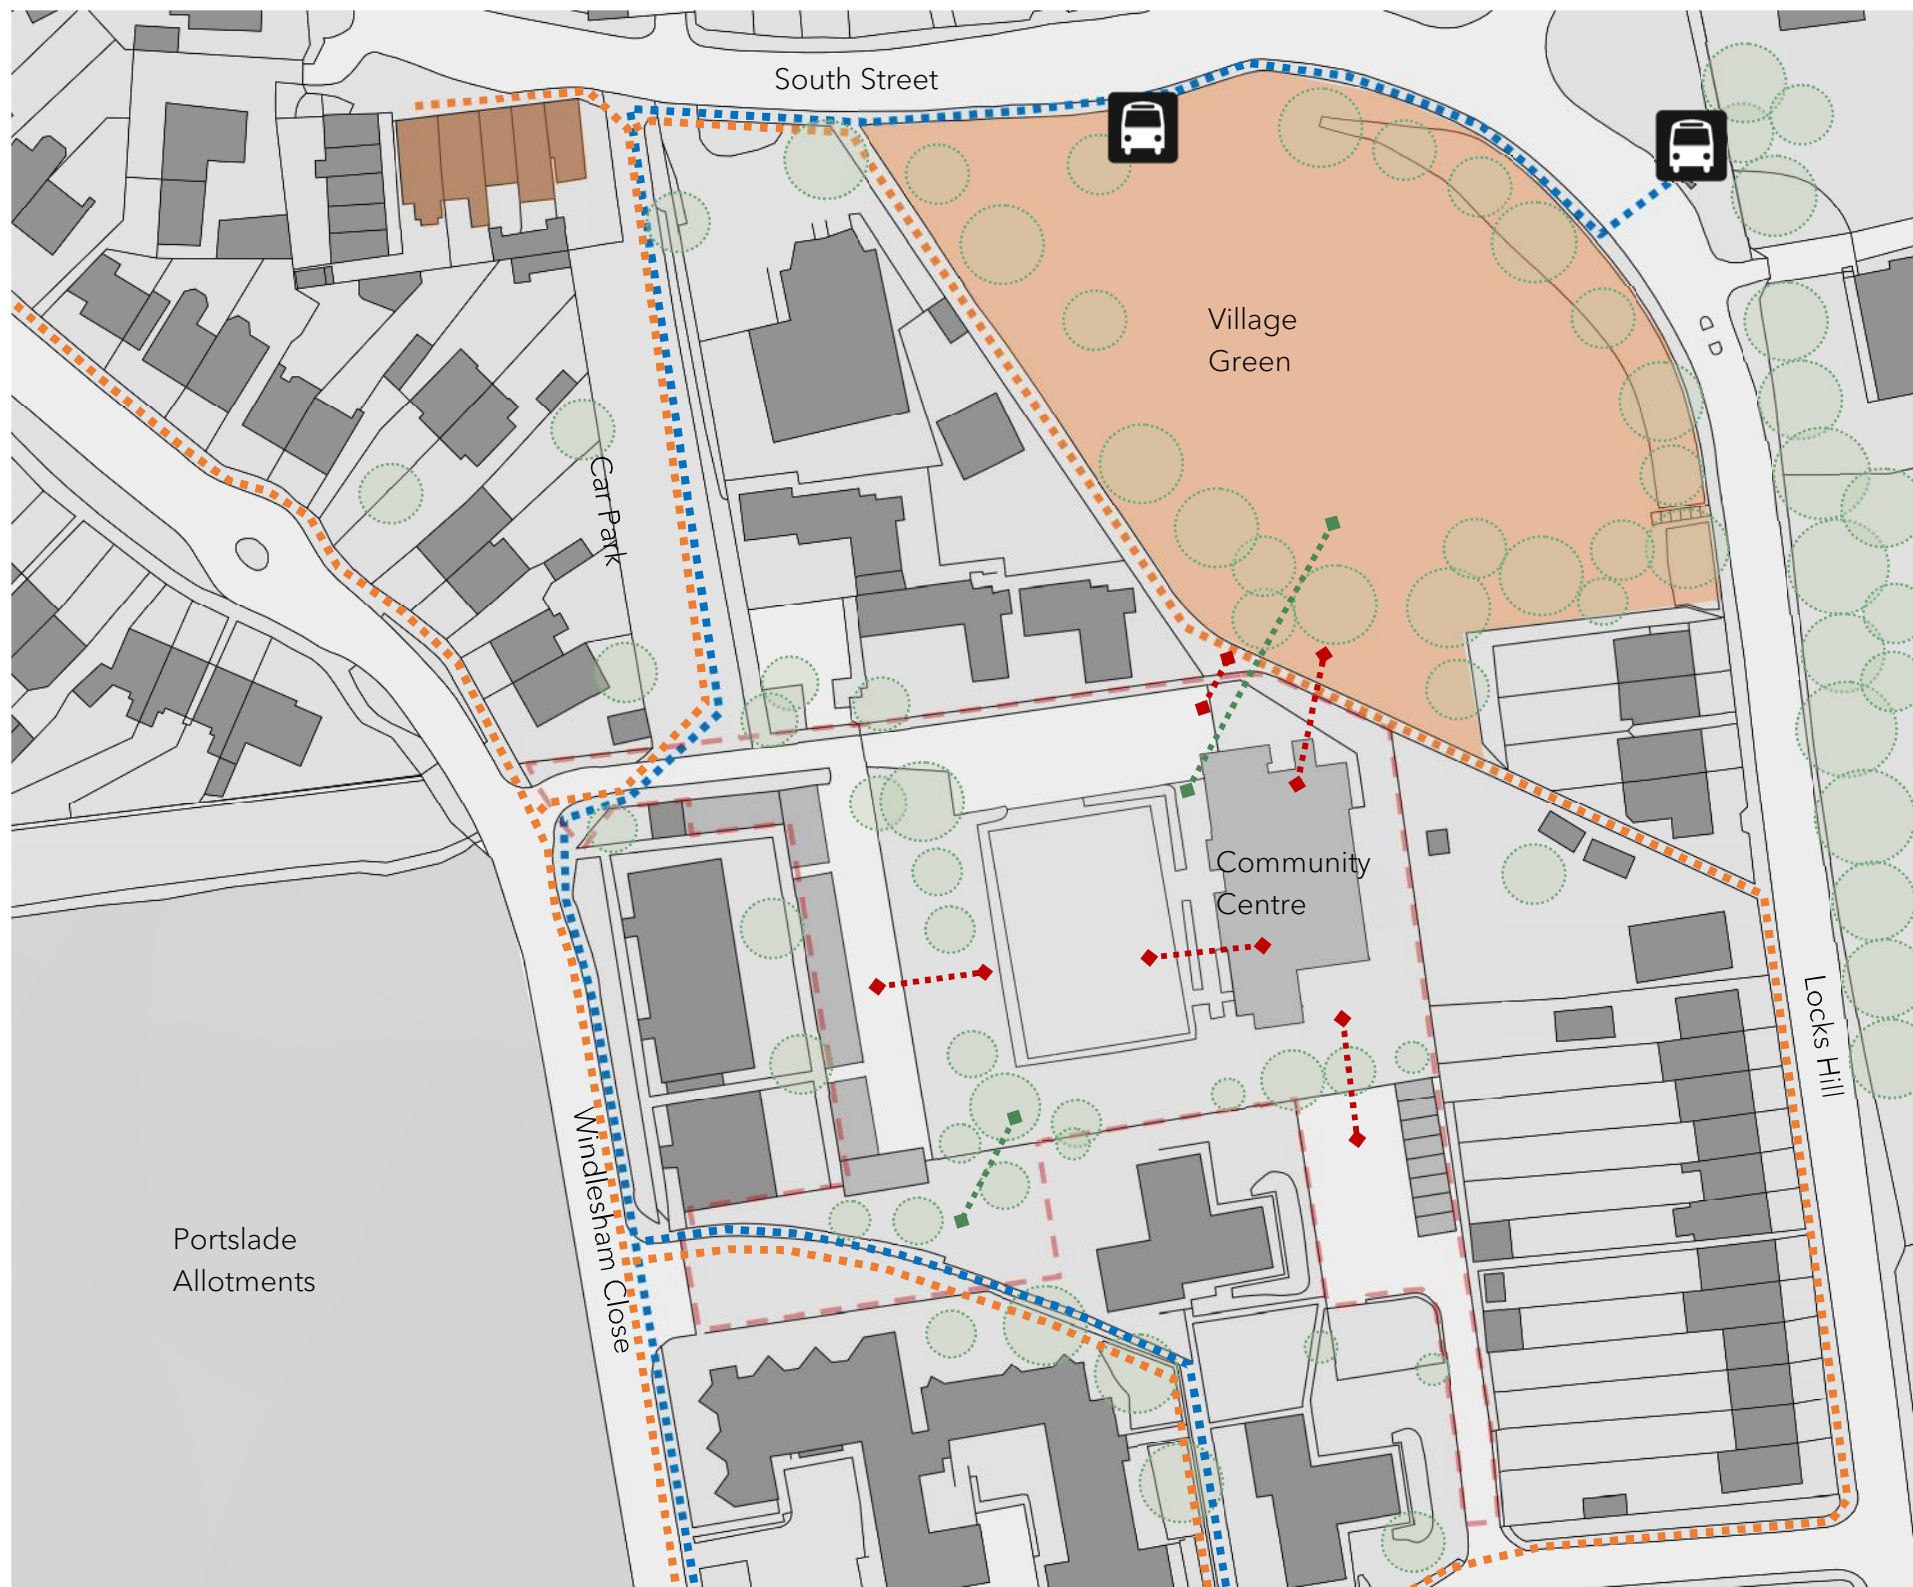 South Street
Village
Green
Car Park
Community
Centre
Locks Hill
Windlesham Close
Portslade
Allotments